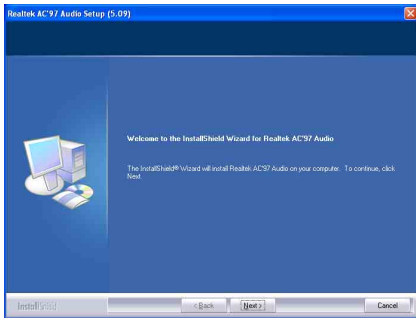 Realtek AC'97 Audio Setup (5.09)
Welcome to the InstallShield Wizard for Realtek AC'97 Audio
The InstallShield® Wizard will install Realtek AC'97 Audio on your computer. To continue, click
Next.
InstallShield
< Back
Next >
Cancel